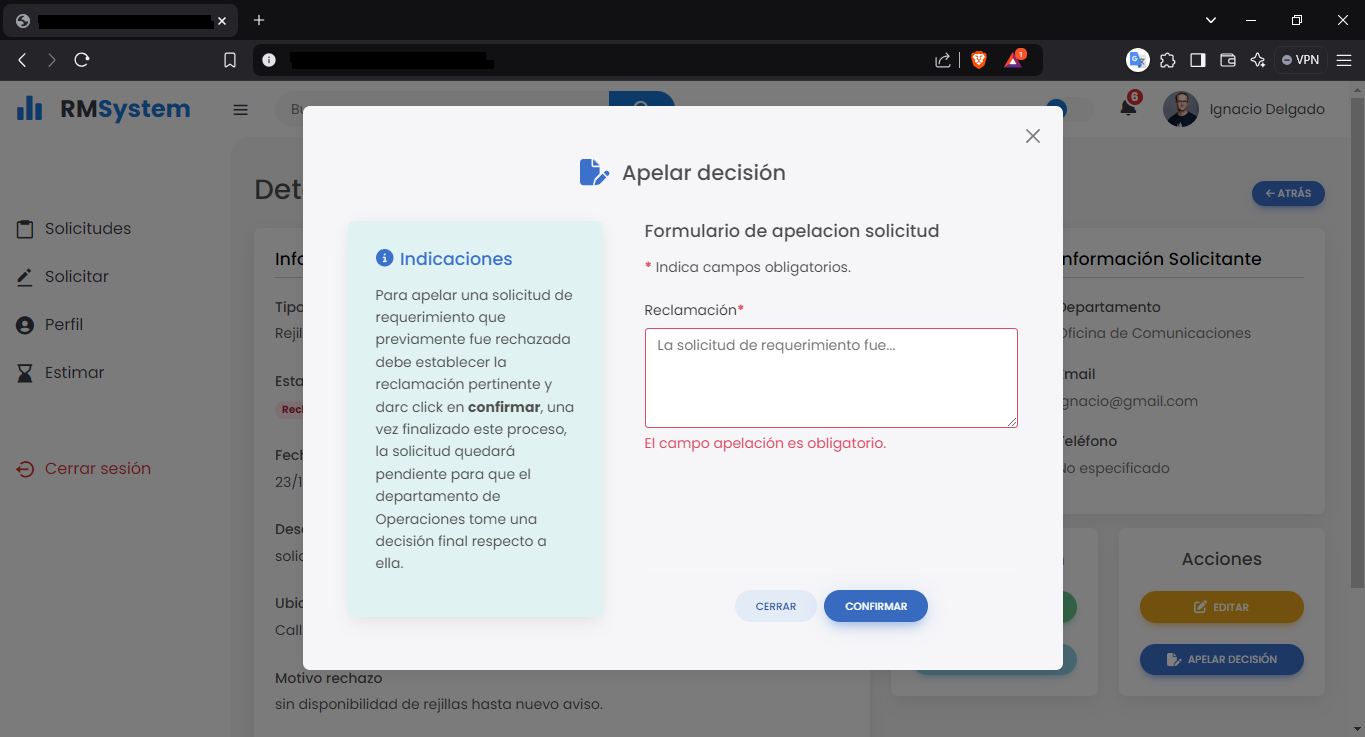 1
VPN
RMSystem
Bu
6
Ignacio Delgado
Apelar decisión
Det
ATRÁS
Solicitudes
Solicitar
Perfil
Estimar
Cerrar sesión
Indicaciones
Para apelar una solicitud de
requerimiento que
previamente fue rechazada
debe establecer la
reclamación pertinente y
darc click en confirmar, una
vez finalizado este proceso,
la solicitud quedará
pendiente para que el
departamento de
Operaciones tome una
decisión final respecto a
ella.
Formulario de apelacion solicitud
* Indica campos obligatorios.
Reclamación*
La solicitud de requerimiento fue...
El campo apelación es obligatorio.
CERRAR
CONFIRMAR
Info
Tipo
Rejil
Esta
Rech
Fech
23/1
Desc
solic
Ubic
Call
Motivo rechazo
sin disponibilidad de rejillas hasta nuevo aviso.
nformación Solicitante
Departamento
Oficina de Comunicaciones
Email
gnacio@gmail.com
Teléfono
No especificado
Acciones
EDITAR
APELAR DECISIÓN